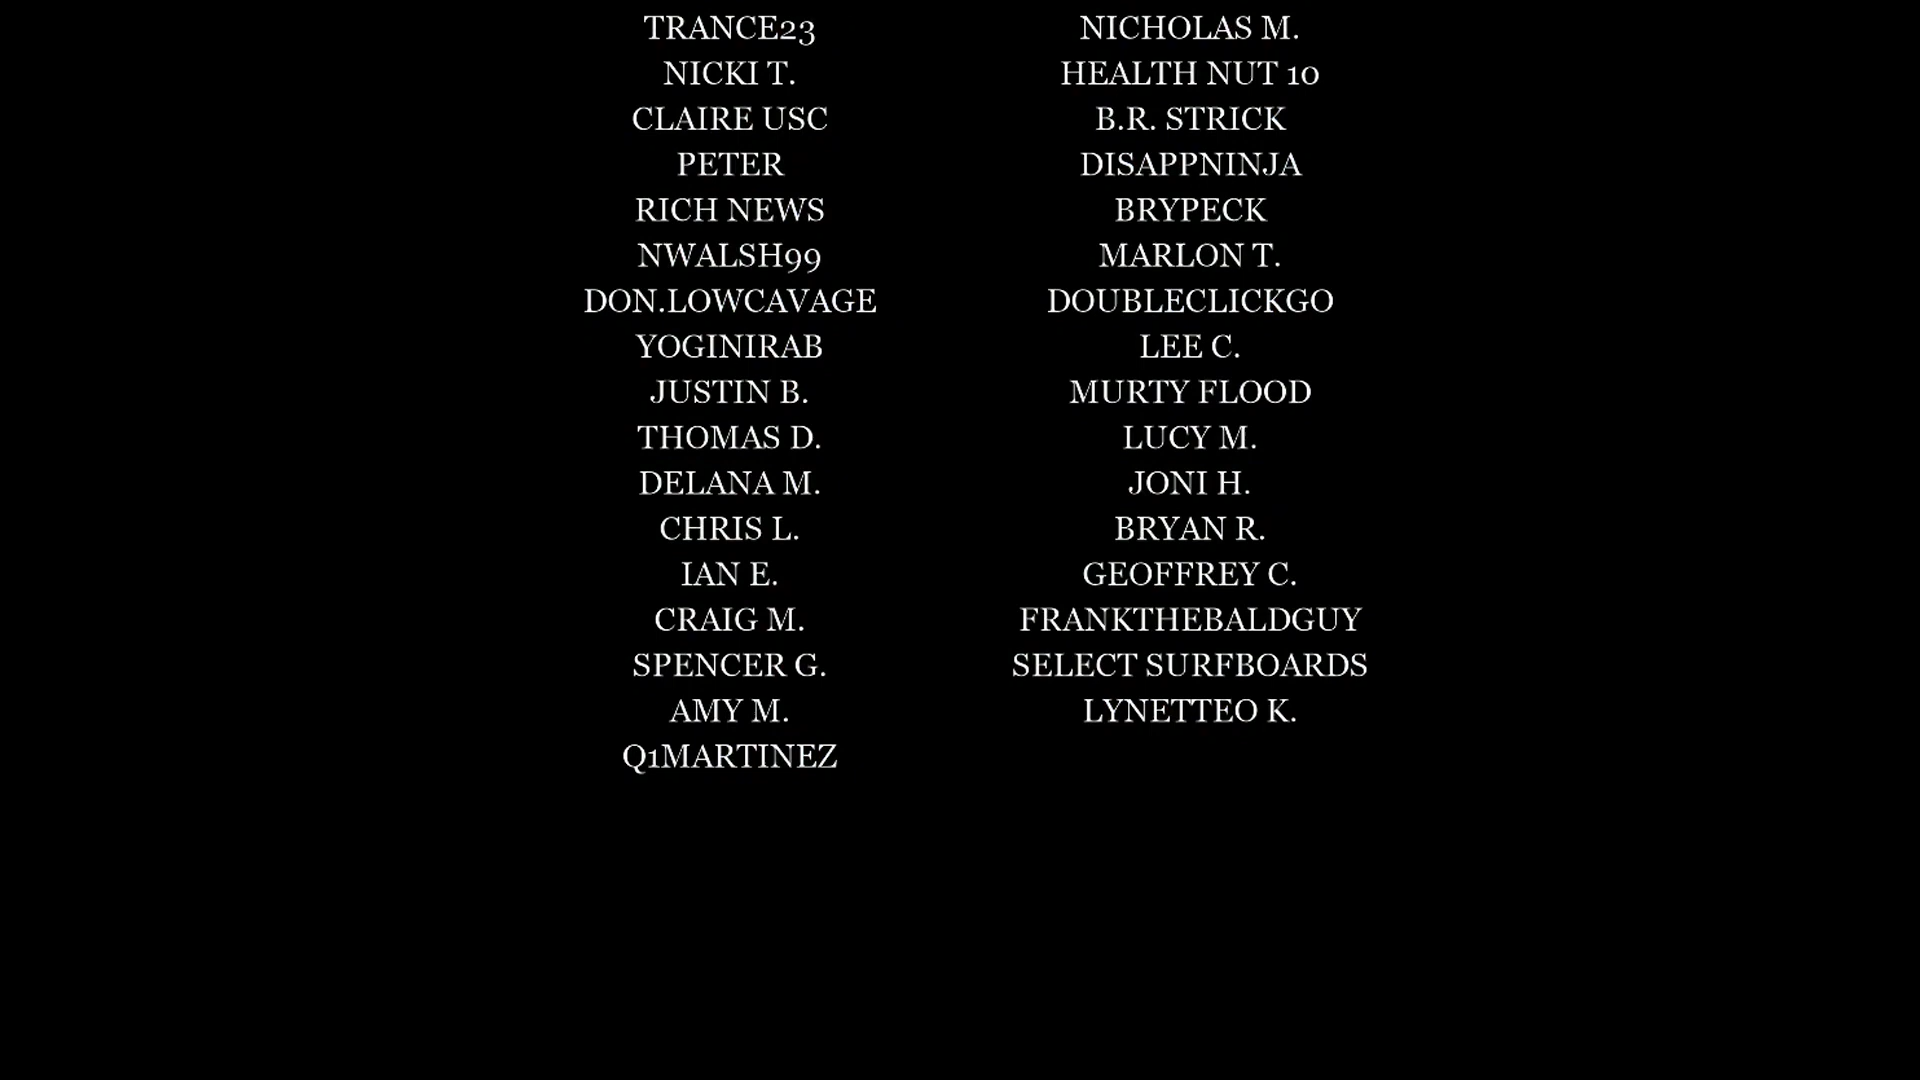 TRANCE23 NICHOLAS M.
NICKI T. HEALTH NUT 10
CLAIRE USC B.R. STRICK
PETER DISAPPNINJA
RICH NEWS BRYPECK
NWALSH99 MARLON T.
DON.LOWCAVAGE DOUBLECLICKGO
YOGINIRAB LEE C.
JUSTIN B. MURTY FLOOD
THOMAS D. LUCY M.
DELANA M. JONI H.
CHRIS L. BRYAN R.
IAN E. GEOFFREY C.
CRAIG M. FRANKTHEBALDGUY
SPENCER G. SELECT SURFBOARDS
AMY M. LYNETTEO K.
Q1MARTINEZ